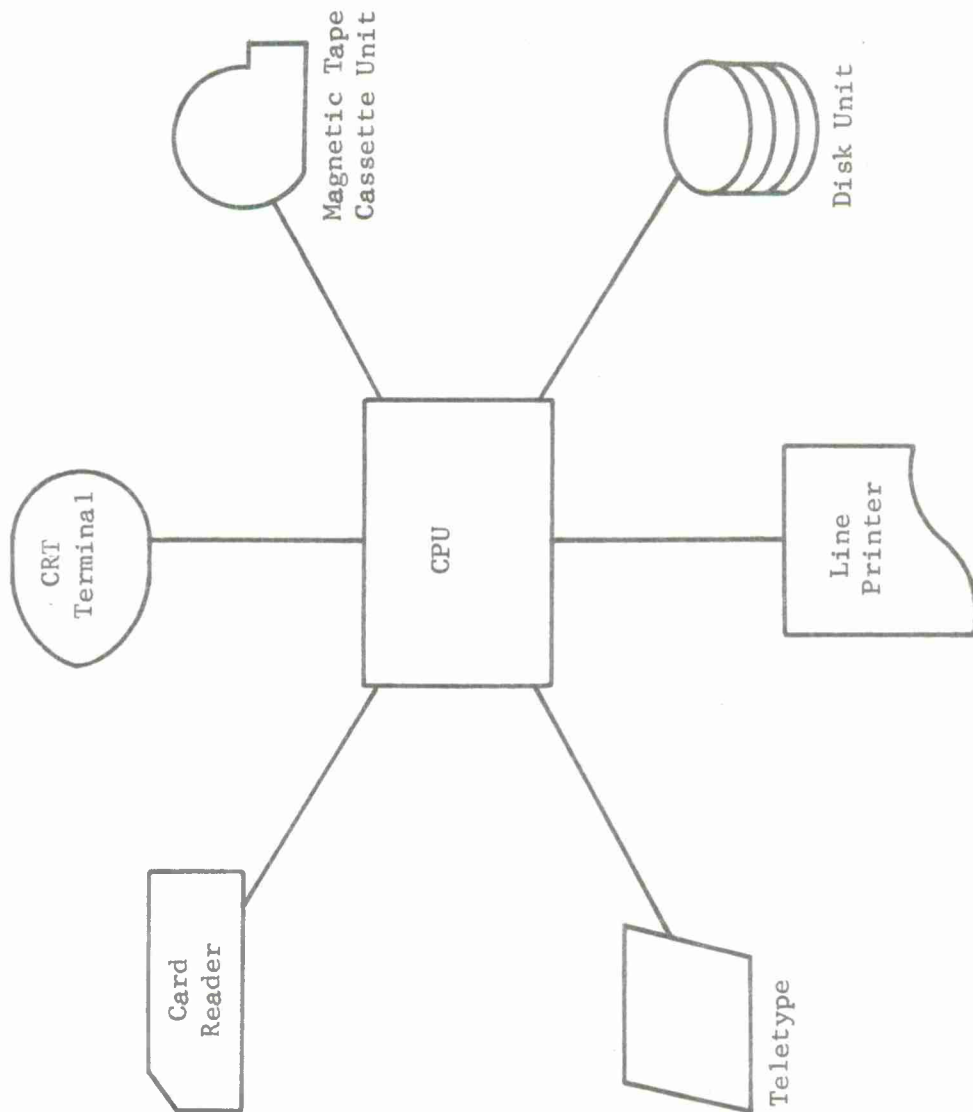 Card
Reader
CRT
Terminal
Magnetic Tape
Cassette Unit
CPU
Teletype
Line
Printer
Disk Unit